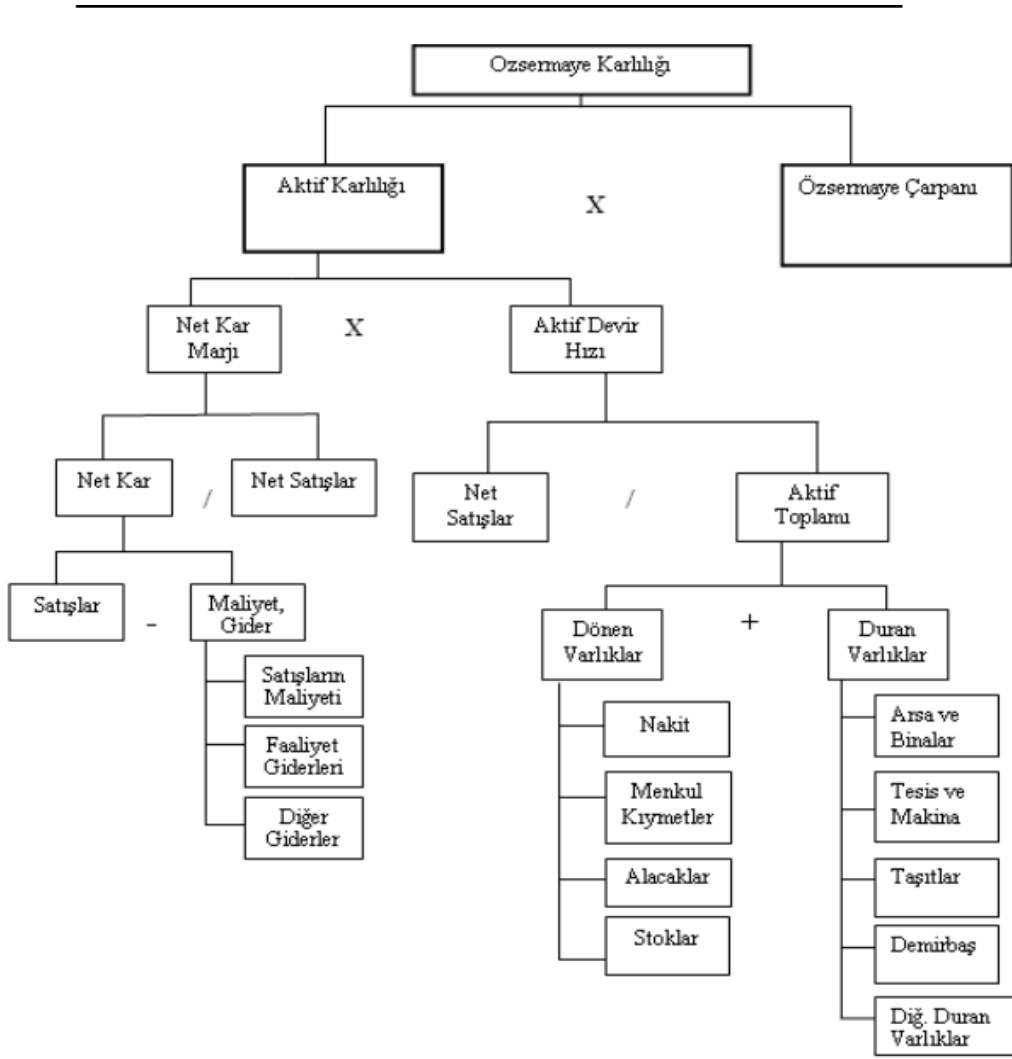 Ozsermaye Karlılığı
Aktif Karlılığı
X
Özsermaye Çarpanı
Net Kar
Marjı
X
Aktif Devir
Hızı
Net Kar
/
Net Satışlar
Net
Satışlar
/
Aktif
Toplamı
Satışlar
-
Maliyet,
Gider
Dönen
Varlıklar
+
Duran
Varlıklar
Satışların
Maliyeti
Faaliyet
Giderleri
Diğer
Giderler
Nakit
Menkul
Kıymetler
Alacaklar
Stoklar
Arsa ve
Binalar
Tesis ve
Makina
Taşıtlar
Demirbaş
Diğ. Duran
Varlıklar